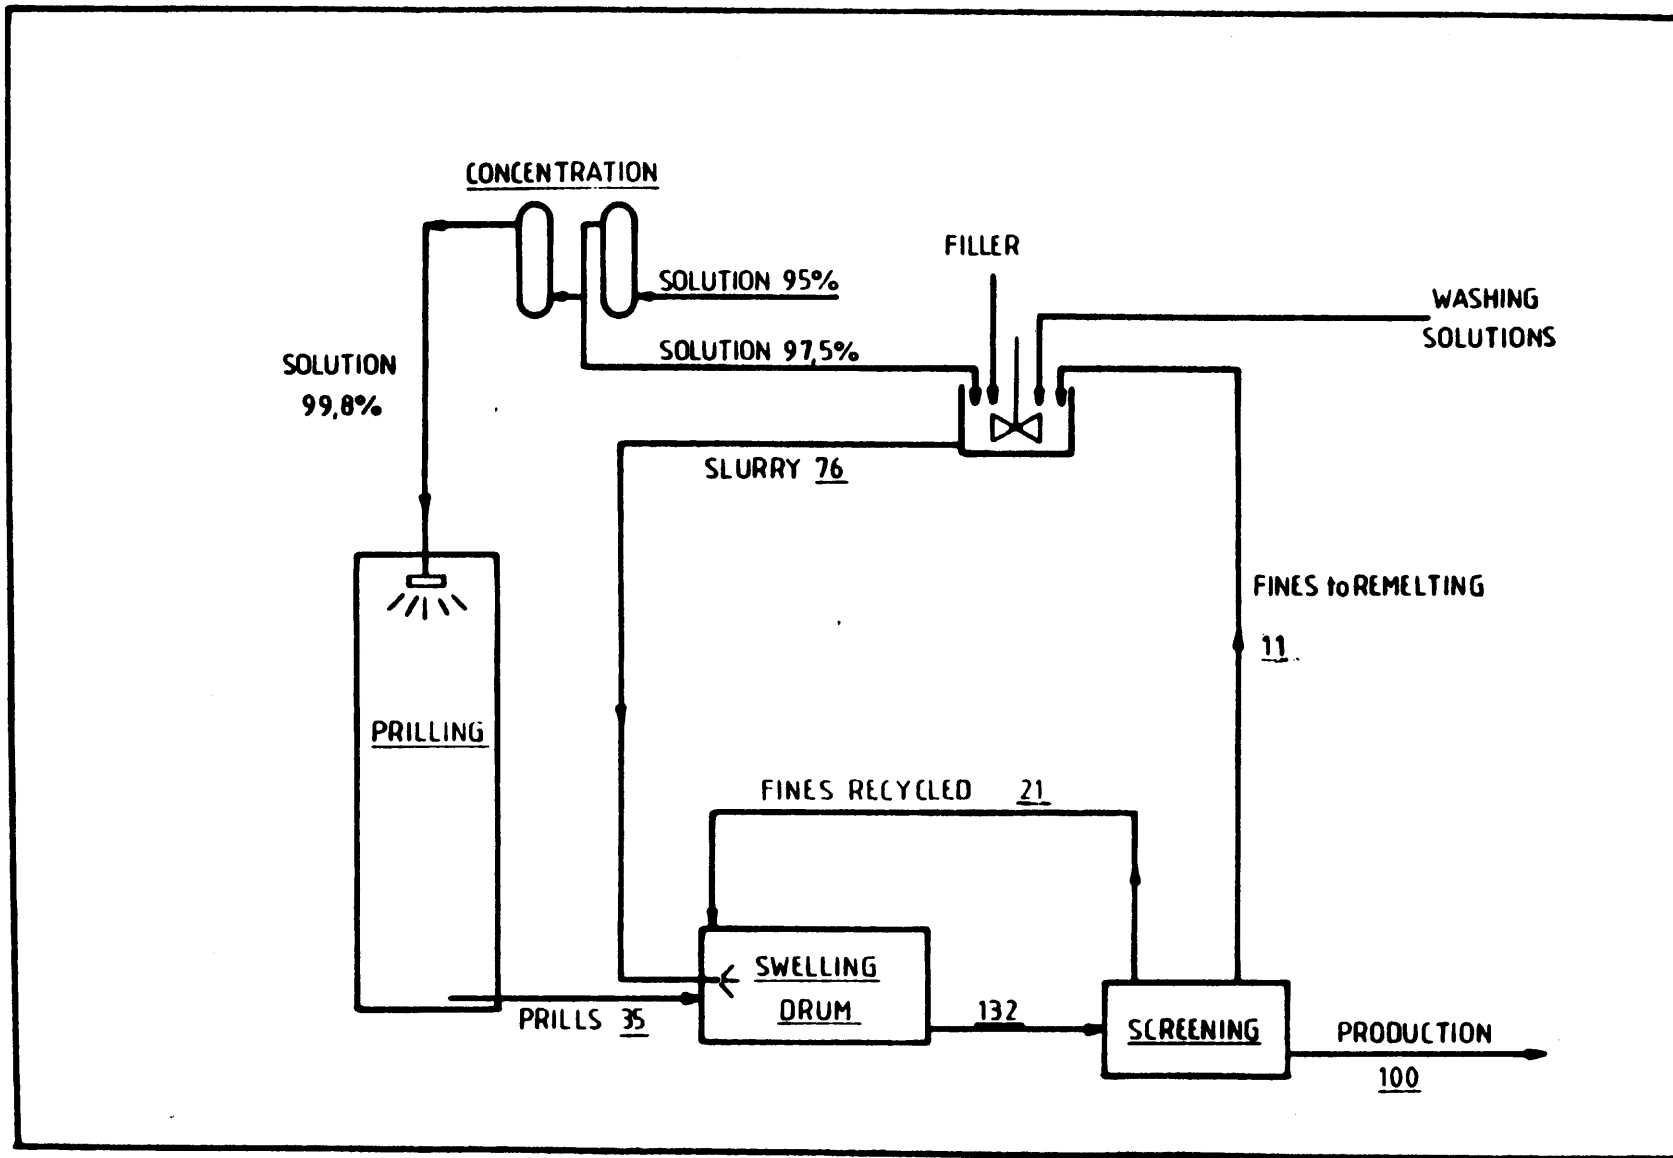 CONCENTRATION
FILLER
SOLUTION 95%
WASHING
SOLUTIONS
SOLUTION 97,5%
SOLUTION
99,8%
SLURRY 76
FINES to REMELTING
11
PRILLING
FINES RECYCLED 21
SWELLING
DRUM
PRILLS 35
132
SCREENING
PRODUCTION
100